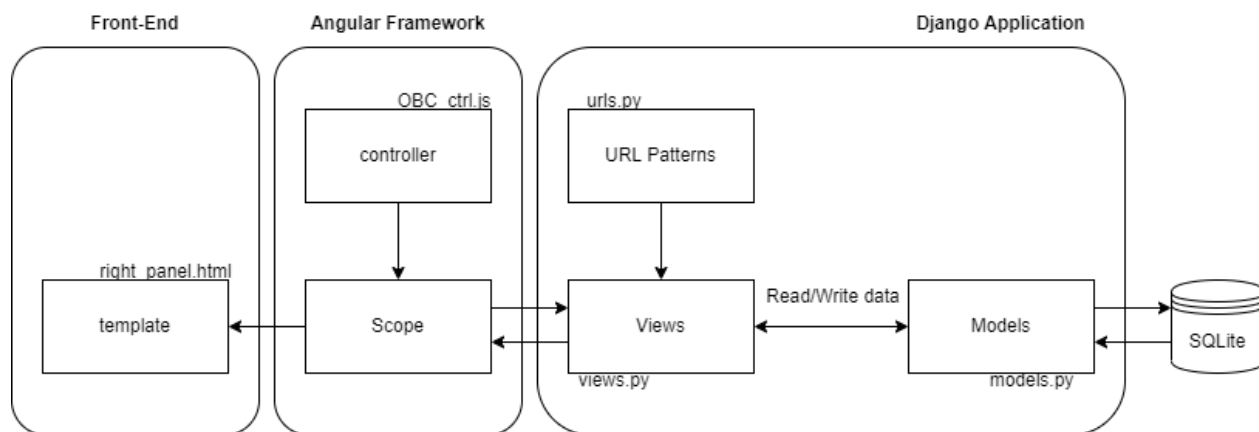 Front-End
Angular Framework
Django Application
OBC_ctrl.js
urls.py
controller
URL Patterns
right_panel.html
Read/Write data
template
Scope
Views
Models
SQLite
views.py
models.py